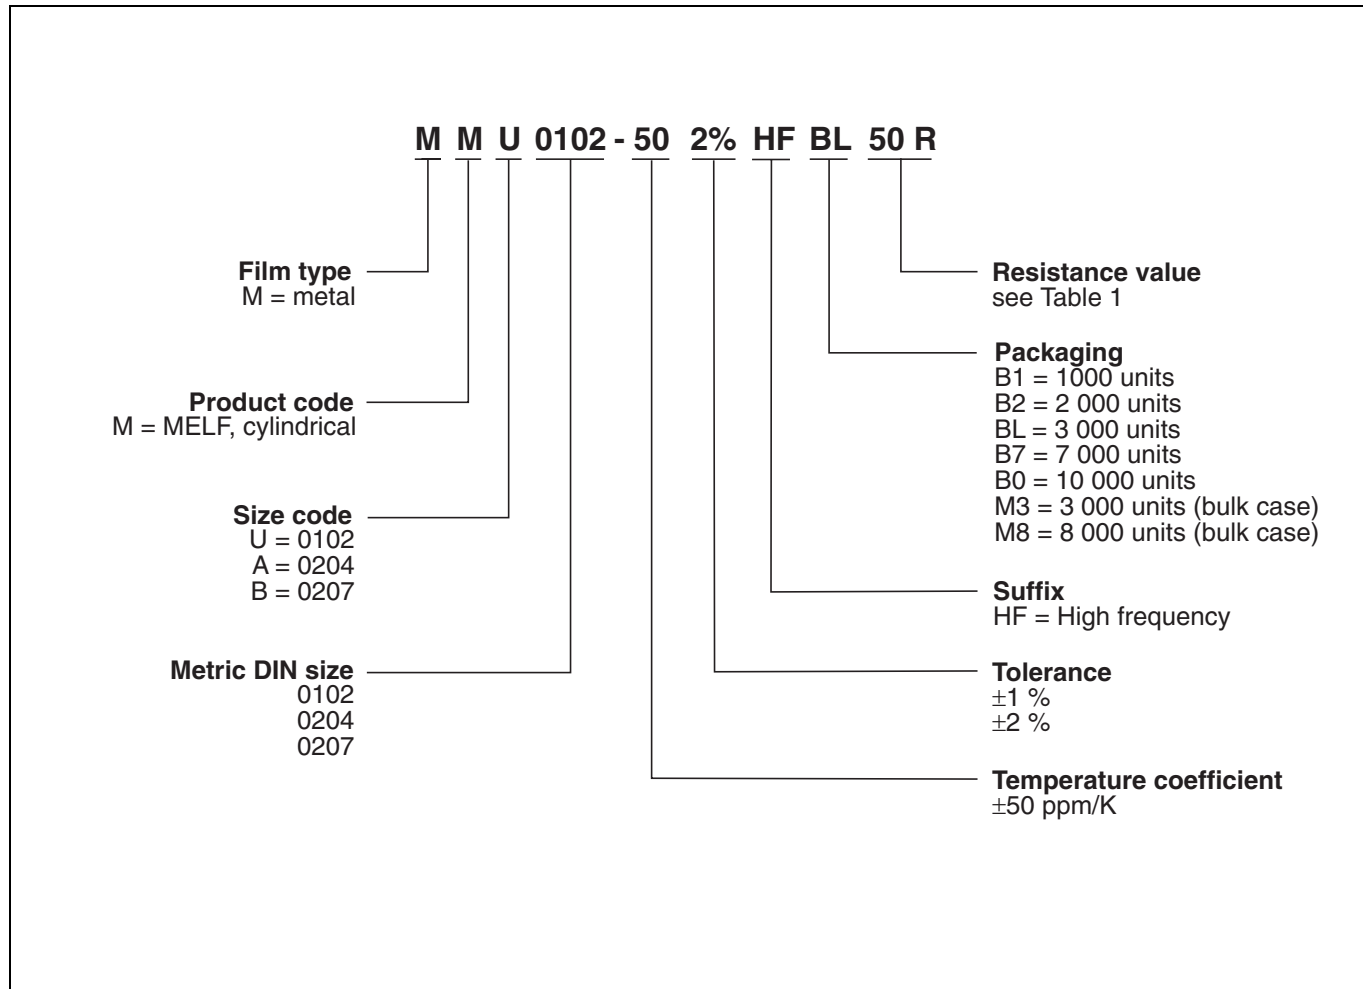 M M U 0102 - 50 2% HF BL 50 R
Film type
M = metal
Product code
M = MELF, cylindrical
Size code
U = 0102
A = 0204
B = 0207
Metric DIN size
0102
0204
0207
Resistance value
see Table 1
Packaging
B1 = 1000 units
B2 = 2 000 units
BL = 3 000 units
B7 = 7 000 units
B0 = 10 000 units
M3 = 3 000 units (bulk case)
M8 = 8 000 units (bulk case)
Suffix
HF = High frequency
Tolerance
±1 %
±2 %
Temperature coefficient
±50 ppm/K